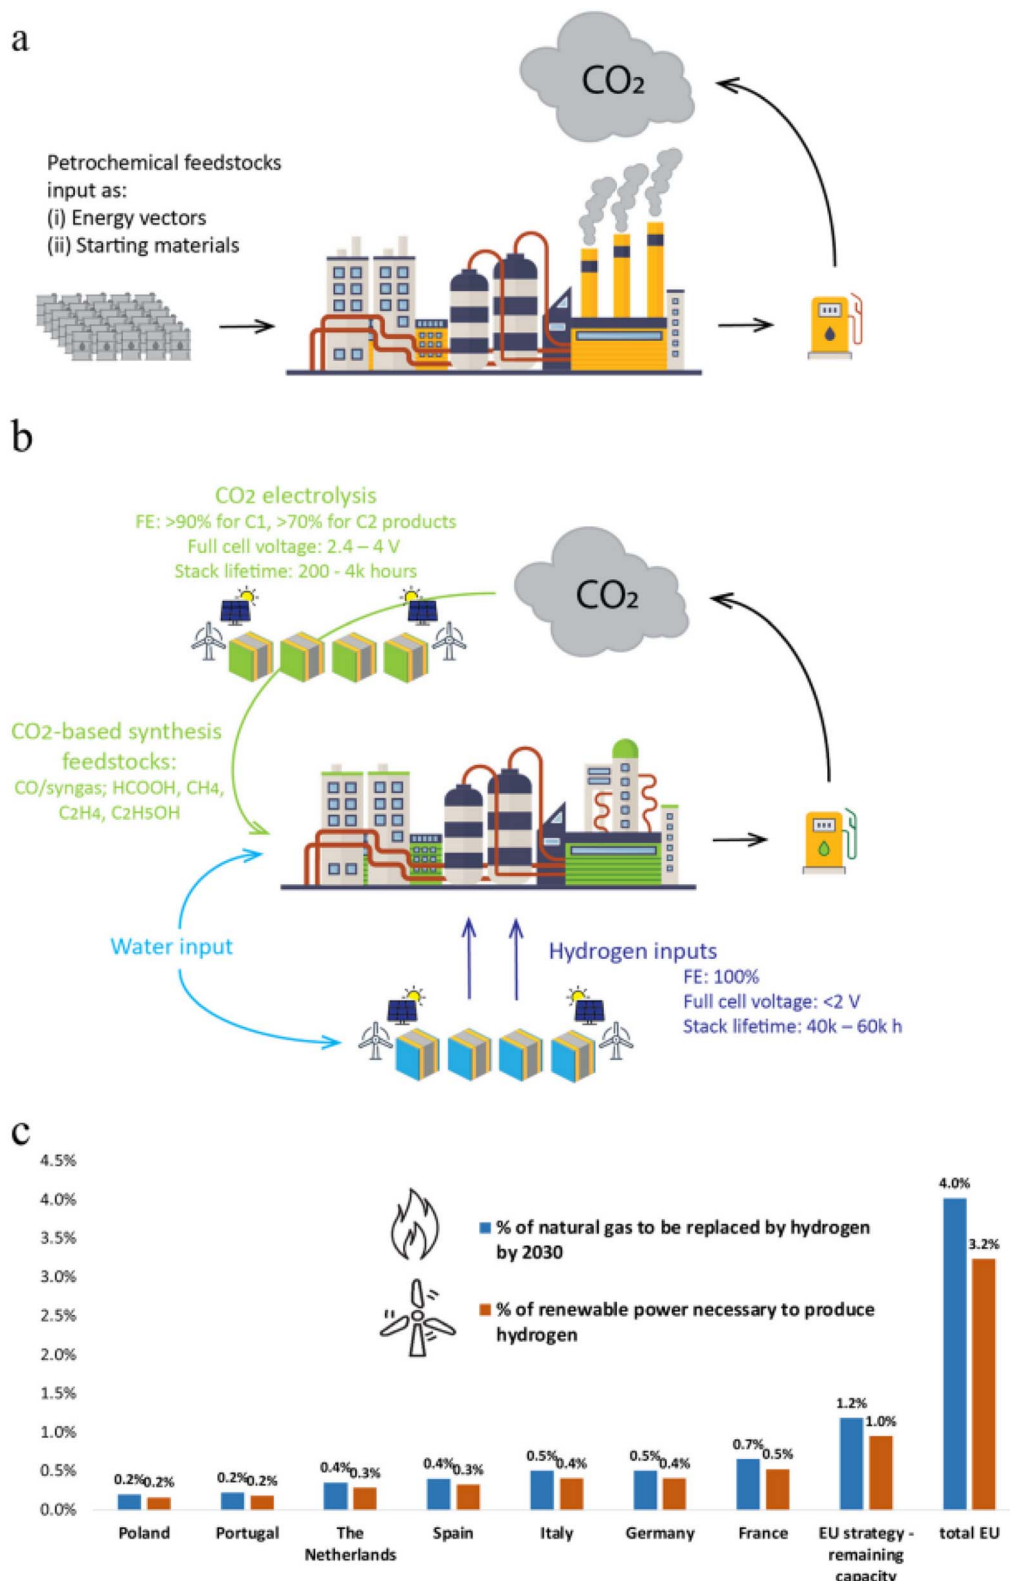 a
CO2
Petrochemical feedstocks
input as:
(i) Energy vectors
(ii) Starting materials
b
CO2 electrolysis
FE: >90% for C1, >70% for C2 products
Full cell voltage: 2.4 – 4 V
Stack lifetime: 200 - 4k hours
CO2
CO2-based synthesis
feedstocks:
CO/syngas; HCOOH, CH4,
C2H4, C2H5OH
Water input
Hydrogen inputs
FE: 100%
Full cell voltage: <2 V
Stack lifetime: 40k – 60k h
c
4.5%
4.0%
3.5%
3.0%
2.5%
2.0%
1.5%
1.0%
0.5%
0.0%
% of natural gas to be replaced by hydrogen
by 2030
% of renewable power necessary to produce
hydrogen
0.2% 0.2%
0.2% 0.2%
0.4% 0.3%
0.4% 0.3%
0.5% 0.4%
0.5% 0.4%
0.7% 0.5%
1.2% 1.0%
4.0% 3.2%
Poland
Portugal
The
Netherlands
Spain
Italy
Germany
France
EU strategy -
remaining
capacity
total EU